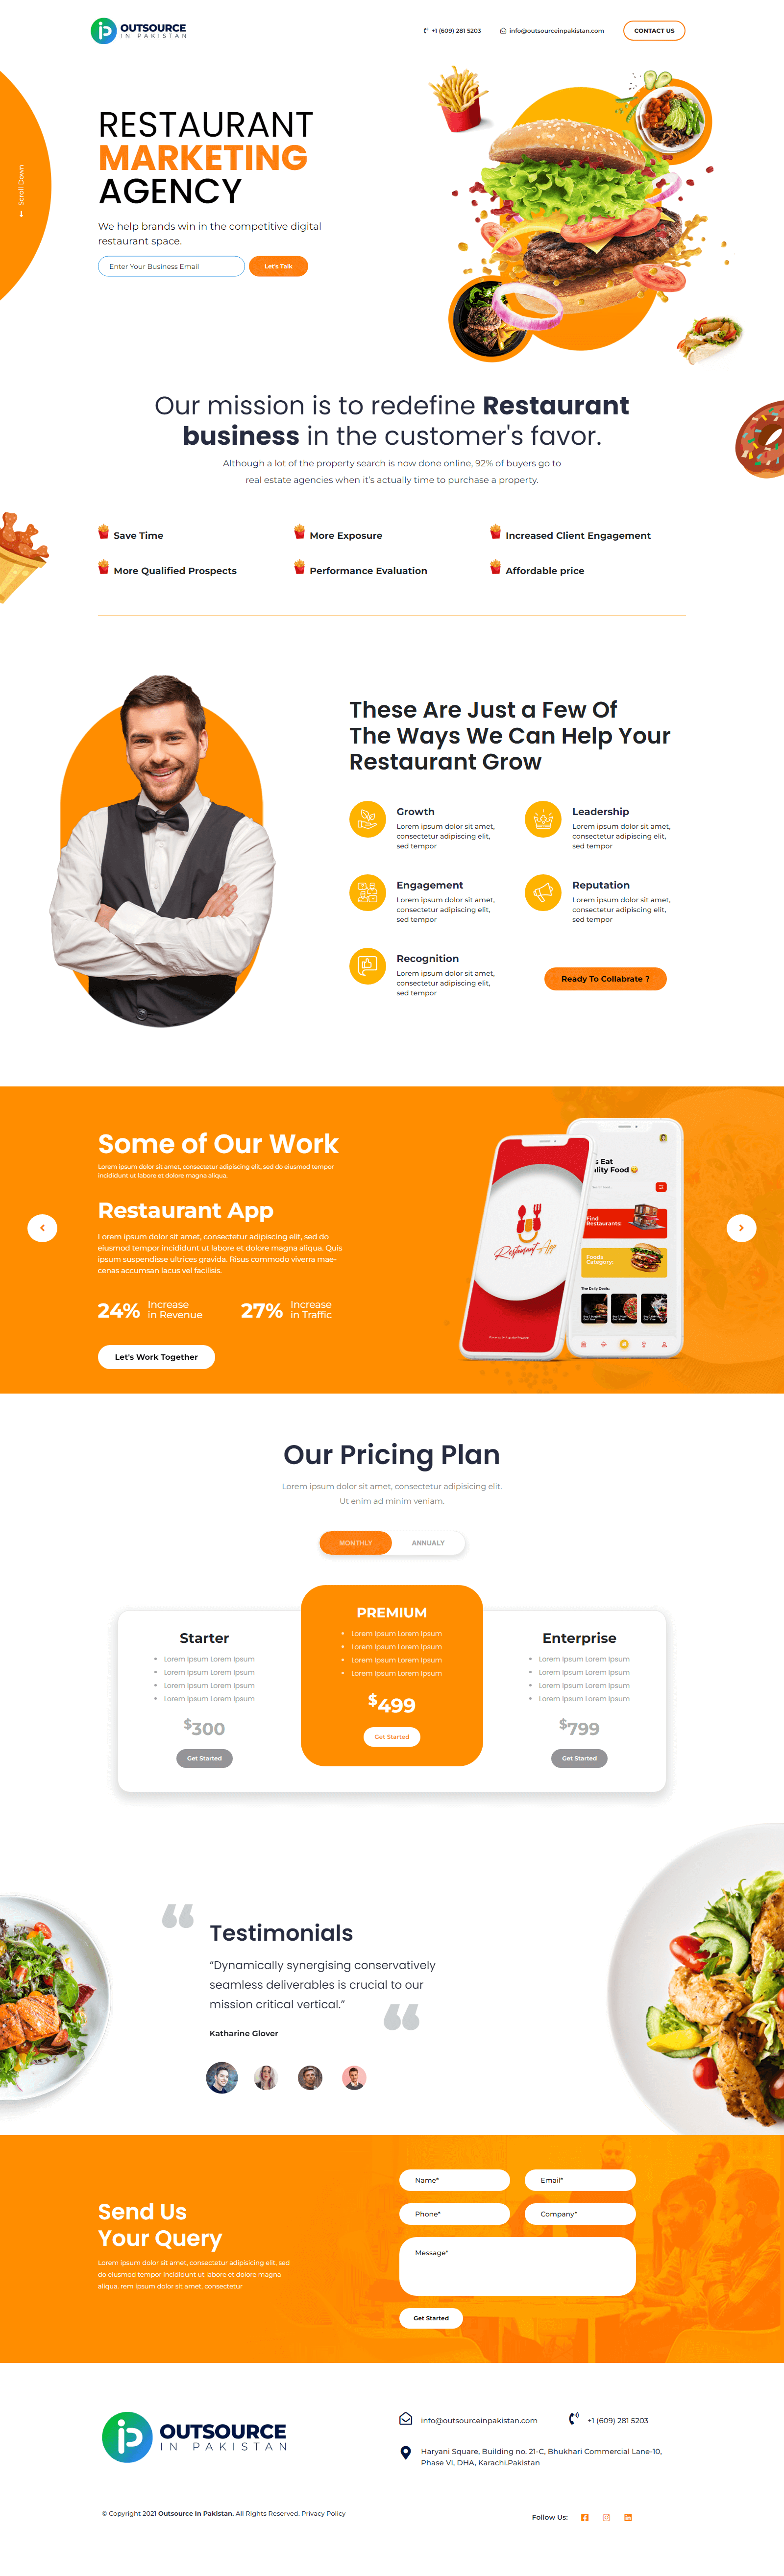 OUTSOURCE
IN PAKISTAN
+1 (609) 281 5203
info@outsourceinpakistan.com
CONTACT US
Scroll Down
RESTAURANT
MARKETING
AGENCY
We help brands win in the competitive digital
restaurant space.
Enter Your Business Email
Let's Talk
Our mission is to redefine Restaurant
business in the customer's favor.
Although a lot of the property search is now done online, 92% of buyers go to
real estate agencies when it's actually time to purchase a property.
Save Time
More Exposure
Increased Client Engagement
More Qualified Prospects
Performance Evaluation
Affordable price
These Are Just a Few Of
The Ways We Can Help Your
Restaurant Grow
Growth
Lorem ipsum dolor sit amet,
consectetur adipiscing elit,
sed tempor
Leadership
Lorem ipsum dolor sit amet,
consectetur adipiscing elit,
sed tempor
Engagement
Lorem ipsum dolor sit amet,
consectetur adipiscing elit,
sed tempor
Reputation
Lorem ipsum dolor sit amet,
consectetur adipiscing elit,
sed tempor
Recognition
Lorem ipsum dolor sit amet,
consectetur adipiscing elit,
sed tempor
Ready To Collabrate ?
Some of Our Work
Lorem ipsum dolor sit amet, consectetur adipiscing elit, sed do eiusmod tempor
incididunt ut labore et dolore magna aliqua.
Restaurant App
Lorem ipsum dolor sit amet, consectetur adipiscing elit, sed do
eiusmod tempor incididunt ut labore et dolore magna aliqua. Quis
ipsum suspendisse ultrices gravida. Risus commodo viverra mae-
cenas accumsan lacus vel facilisis.
24%
Increase
in Revenue
27%
Increase
in Traffic
Let's Work Together
Restaurant App
s Eat
ality Food
Find
Restaurants:
Foods
Category:
The Daily Deals:
Our Pricing Plan
Lorem ipsum dolor sit amet, consectetur adipisicing elit.
Ut enim ad minim veniam.
MONTHLY
ANNUALY
Starter
Lorem Ipsum Lorem Ipsum
Lorem Ipsum Lorem Ipsum
Lorem Ipsum Lorem Ipsum
Lorem Ipsum Lorem Ipsum
$300
Get Started
PREMIUM
Lorem Ipsum Lorem Ipsum
Lorem Ipsum Lorem Ipsum
Lorem Ipsum Lorem Ipsum
Lorem Ipsum Lorem Ipsum
$499
Get Started
Enterprise
Lorem Ipsum Lorem Ipsum
Lorem Ipsum Lorem Ipsum
Lorem Ipsum Lorem Ipsum
Lorem Ipsum Lorem Ipsum
$799
Get Started
Testimonials
"Dynamically synergising conservatively
seamless deliverables is crucial to our
mission critical vertical."
Katharine Glover
Send Us
Your Query
Lorem ipsum dolor sit amet, consectetur adipisicing elit, sed
do eiusmod tempor incididunt ut labore et dolore magna
aliqua. rem ipsum dolor sit amet, consectetur
Name*
Email*
Phone*
Company*
Message*
Get Started
OUTSOURCE
IN PAKISTAN
info@outsourceinpakistan.com
+1 (609) 281 5203
Haryani Square, Building no. 21-C, Bhukhari Commercial Lane-10,
Phase VI, DHA, Karachi.Pakistan
© Copyright 2021 Outsource In Pakistan. All Rights Reserved. Privacy Policy
Follow Us: